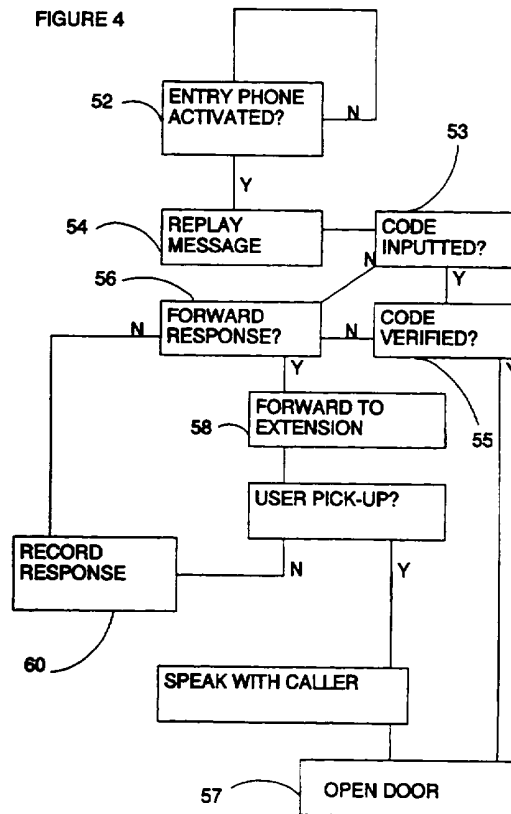 FIGURE 4
52
ENTRY PHONE
ACTIVATED?
N
53
Y
54
REPLAY
MESSAGE
CODE
INPUTTED?
56
N
Y
N
FORWARD
RESPONSE?
N
CODE
VERIFIED?
Y
Y
58
FORWARD TO
EXTENSION
55
USER PICK-UP?
RECORD
RESPONSE
N
Y
60
SPEAK WITH CALLER
57
OPEN DOOR